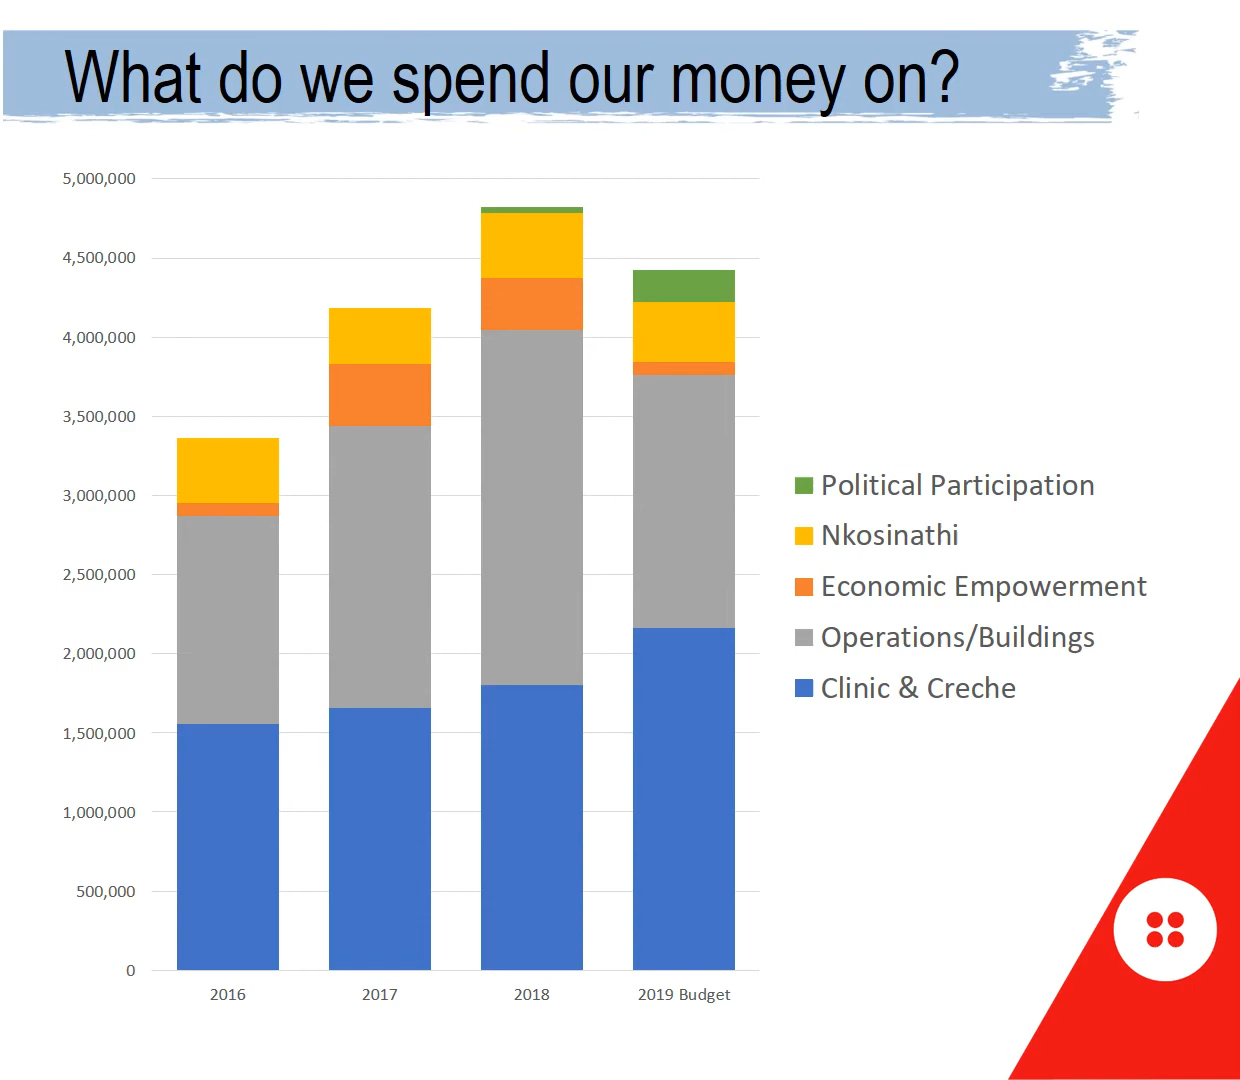 What do we spend our money on?
5,000,000
4,500,000
4,000,000
3,500,000
3,000,000
2,500,000
2,000,000
1,500,000
1,000,000
500,000
0
2016 2017 2018 2019 Budget
Political Participation
Nkosinathi
Economic Empowerment
Operations/Buildings
Clinic & Creche